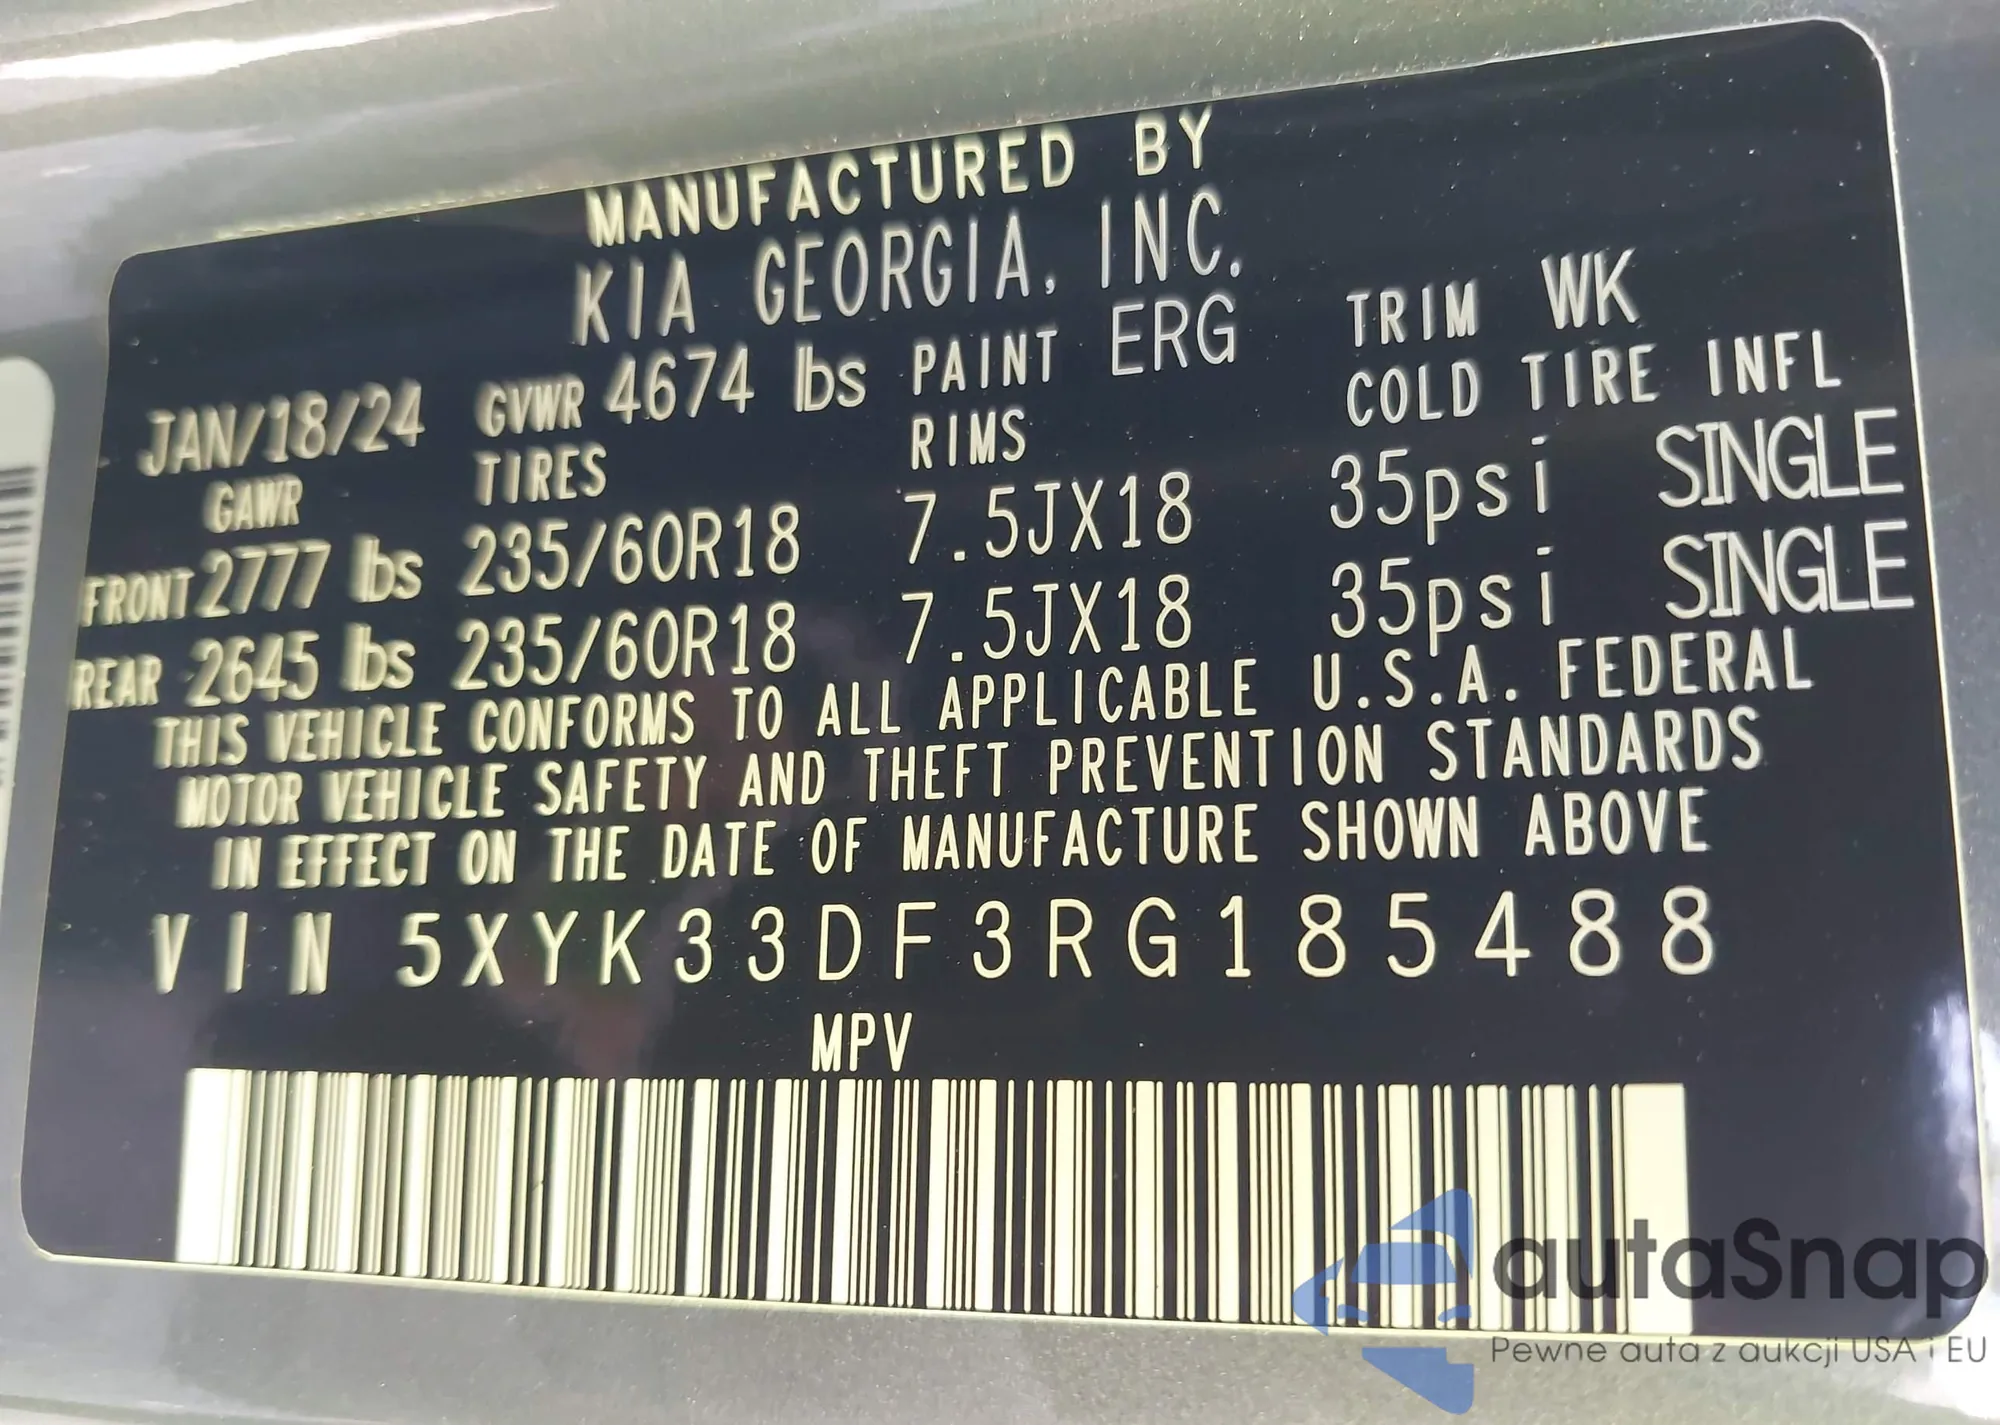 MANUFACTURED BY
KIA GEORGIA, INC.
JAN/18/24 GVWR 4674 lbs PAINT ERG TRIM WK
GAWR TIRES RIMS COLD TIRE INFL
FRONT 2777 lbs 235/60R18 7.5JX18 35psi SINGLE
REAR 2645 lbs 235/60R18 7.5JX18 35psi SINGLE
THIS VEHICLE CONFORMS TO ALL APPLICABLE U.S.A. FEDERAL
MOTOR VEHICLE SAFETY AND THEFT PREVENTION STANDARDS
IN EFFECT ON THE DATE OF MANUFACTURE SHOWN ABOVE
VIN 5XYK33DF3RG185488
MPV
autaSnap
Pewne auta z aukcji USA i EU